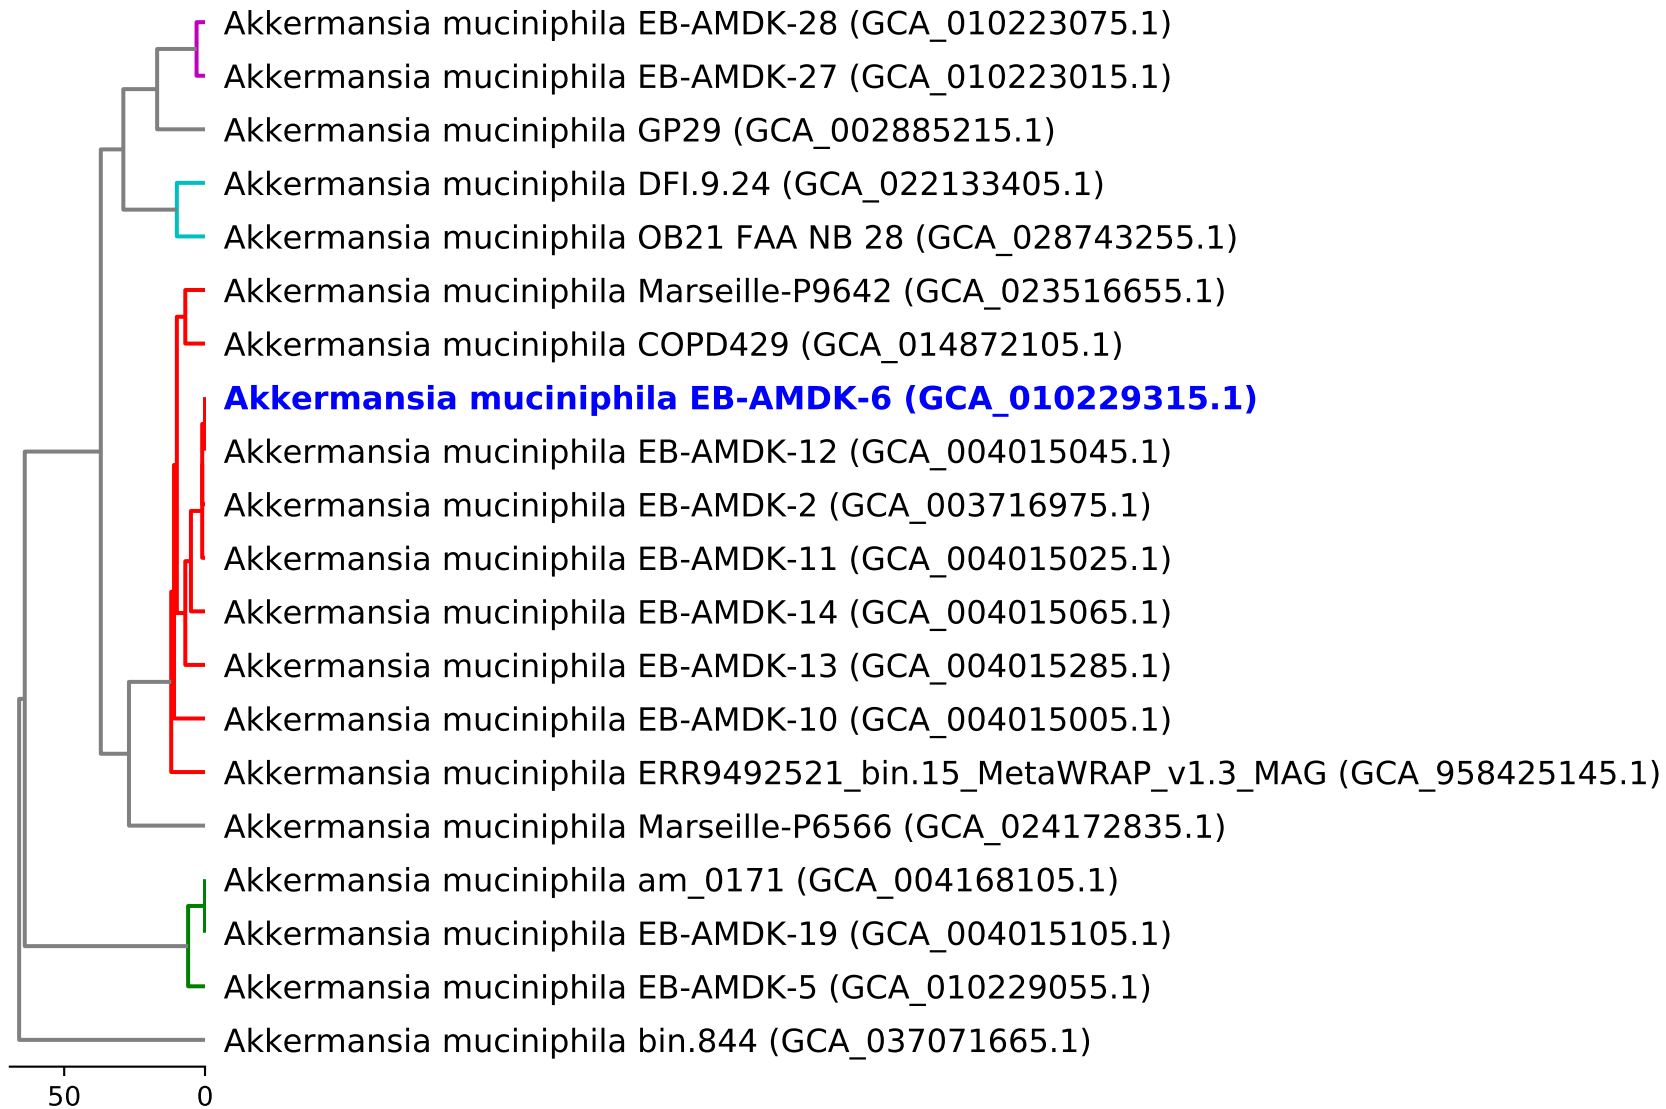 Akkermansia muciniphila EB-AMDK-28 (GCA_010223075.1)
Akkermansia muciniphila EB-AMDK-27 (GCA_010223015.1)
Akkermansia muciniphila GP29 (GCA_002885215.1)
Akkermansia muciniphila DFI.9.24 (GCA_022133405.1)
Akkermansia muciniphila OB21 FAA NB 28 (GCA_028743255.1)
Akkermansia muciniphila Marseille-P9642 (GCA_023516655.1)
Akkermansia muciniphila COPD429 (GCA_014872105.1)
Akkermansia muciniphila EB-AMDK-6 (GCA_010229315.1)
Akkermansia muciniphila EB-AMDK-12 (GCA_004015045.1)
Akkermansia muciniphila EB-AMDK-2 (GCA_003716975.1)
Akkermansia muciniphila EB-AMDK-11 (GCA_004015025.1)
Akkermansia muciniphila EB-AMDK-14 (GCA_004015065.1)
Akkermansia muciniphila EB-AMDK-13 (GCA_004015285.1)
Akkermansia muciniphila EB-AMDK-10 (GCA_004015005.1)
Akkermansia muciniphila ERR9492521_bin.15_MetaWRAP_v1.3_MAG (GCA_958425145.1)
Akkermansia muciniphila Marseille-P6566 (GCA_024172835.1)
Akkermansia muciniphila am_0171 (GCA_004168105.1)
Akkermansia muciniphila EB-AMDK-19 (GCA_004015105.1)
Akkermansia muciniphila EB-AMDK-5 (GCA_010229055.1)
Akkermansia muciniphila bin.844 (GCA_037071665.1)
50 0